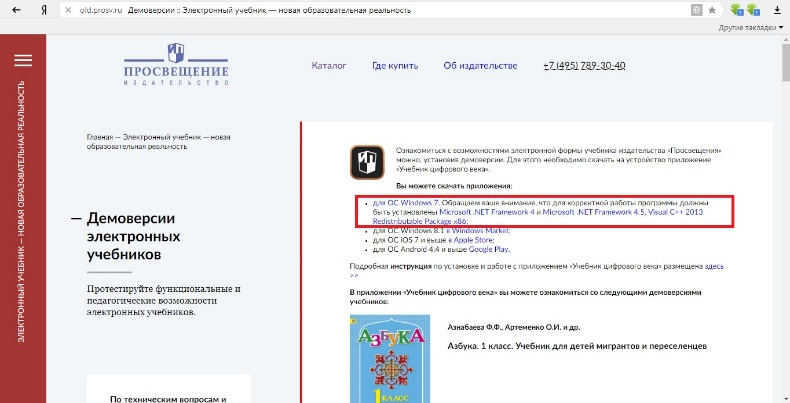 old.prosv.ru Демоверсии :: Электронный учебник — новая образовательная реальность
Другие закладки
ЭЛЕКТРОННЫЙ УЧЕБНИК — НОВАЯ ОБРАЗОВАТЕЛЬНАЯ РЕАЛЬНОСТЬ
ПРОСВЕЩЕНИЕ
ИЗДАТЕЛЬСТВО
Каталог Где купить Об издательстве +7 (495) 789-30-40
Главная — Электронный учебник — новая
образовательная реальность
— Демоверсии
электронных
учебников
Протестируйте функциональные и
педагогические возможности
электронных учебников.
По техническим вопросам и
Ознакомиться с возможностями электронной формы учебника издательства «Просвещения»
можно, установив демоверсии. Для этого необходимо скачать на устройство приложение
«Учебник цифрового века».
Вы можете скачать приложения:
• для ОС Windows 7. Обращаем ваше внимание, что для корректной работы программы должны
быть установлены Microsoft .NET Framework 4 и Microsoft .NET Framework 4.5, Visual C++ 2013
Redistributable Package x86;
• для ОС Windows 8.1 в Windows Market;
• для ОС iOS 7 и выше в Apple Store;
• для ОС Android 4.4 и выше Google Play.
Подробная инструкция по установке и работе с приложением «Учебник цифрового века» размещена здесь
>>
В приложении «Учебник цифрового века» вы можете ознакомиться со следующими демоверсиями
учебников:
АЗБУКА
1 КЛАСС
Азнабаева Ф.Ф., Артеменко О.И. и др.
Азбука. 1 класс. Учебник для детей мигрантов и переселенцев